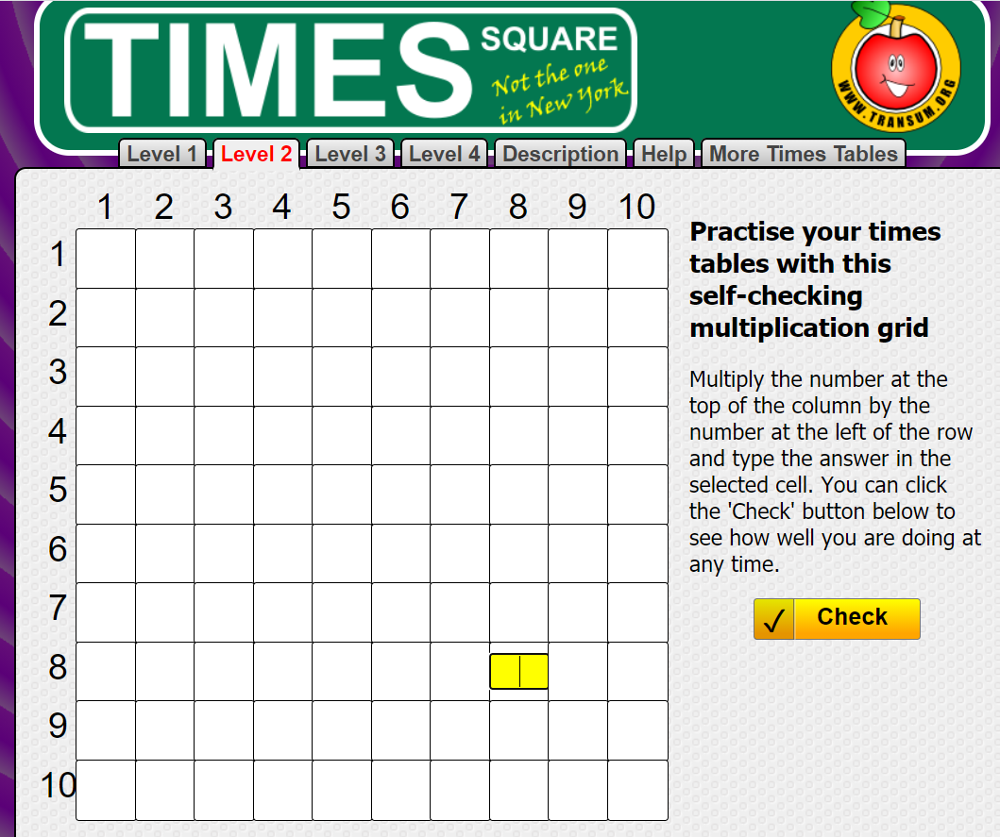 TIMES SQUARE
Not the one
in New York
WWW.TRANSUM.ORG
Level 1 Level 2 Level 3 Level 4 Description Help More Times Tables
1 2 3 4 5 6 7 8 9 10
1
2
3
4
5
6
7
8
9
10
Practise your times
tables with this
self-checking
multiplication grid
Multiply the number at the
top of the column by the
number at the left of the row
and type the answer in the
selected cell. You can click
the 'Check' button below to
see how well you are doing at
any time.
✓ Check